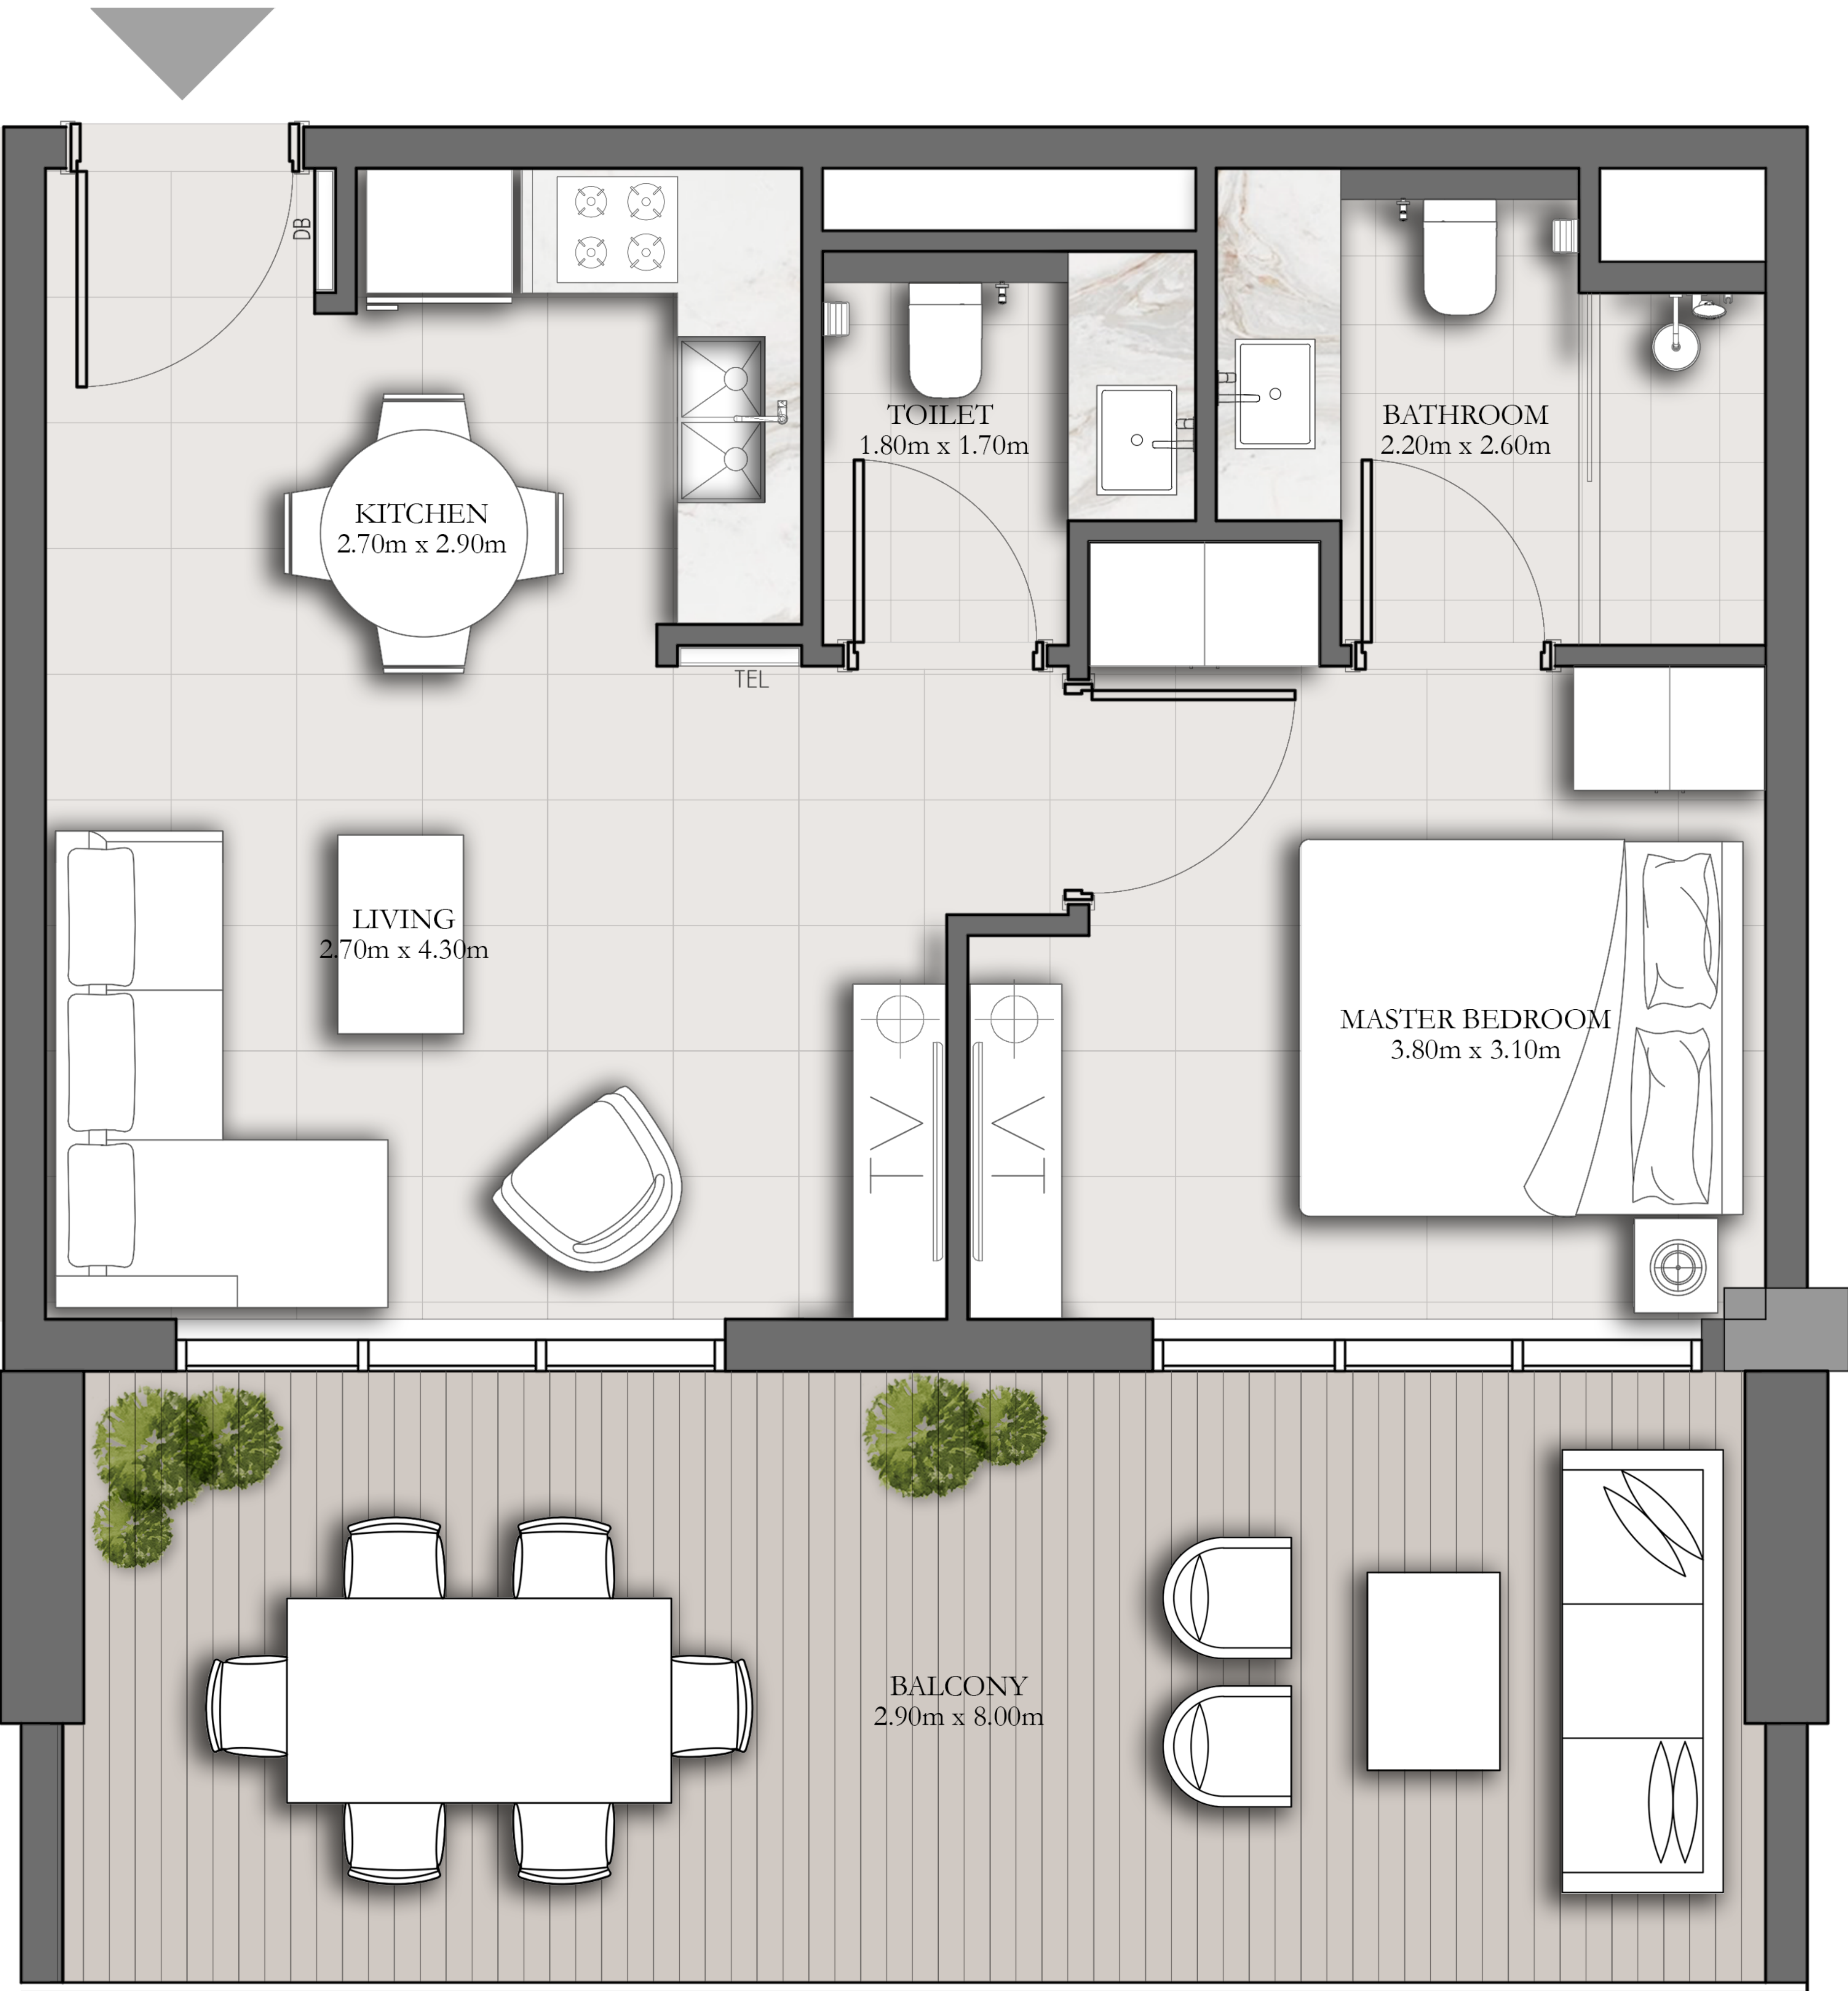 DB
TOILET
1.80m x 1.70m
BATHROOM
2.20m x 2.60m
KITCHEN
2.70m x 2.90m
TEL
LIVING
2.70m x 4.30m
MASTER BEDROOM
3.80m x 3.10m
TV
TV
BALCONY
2.90m x 8.00m